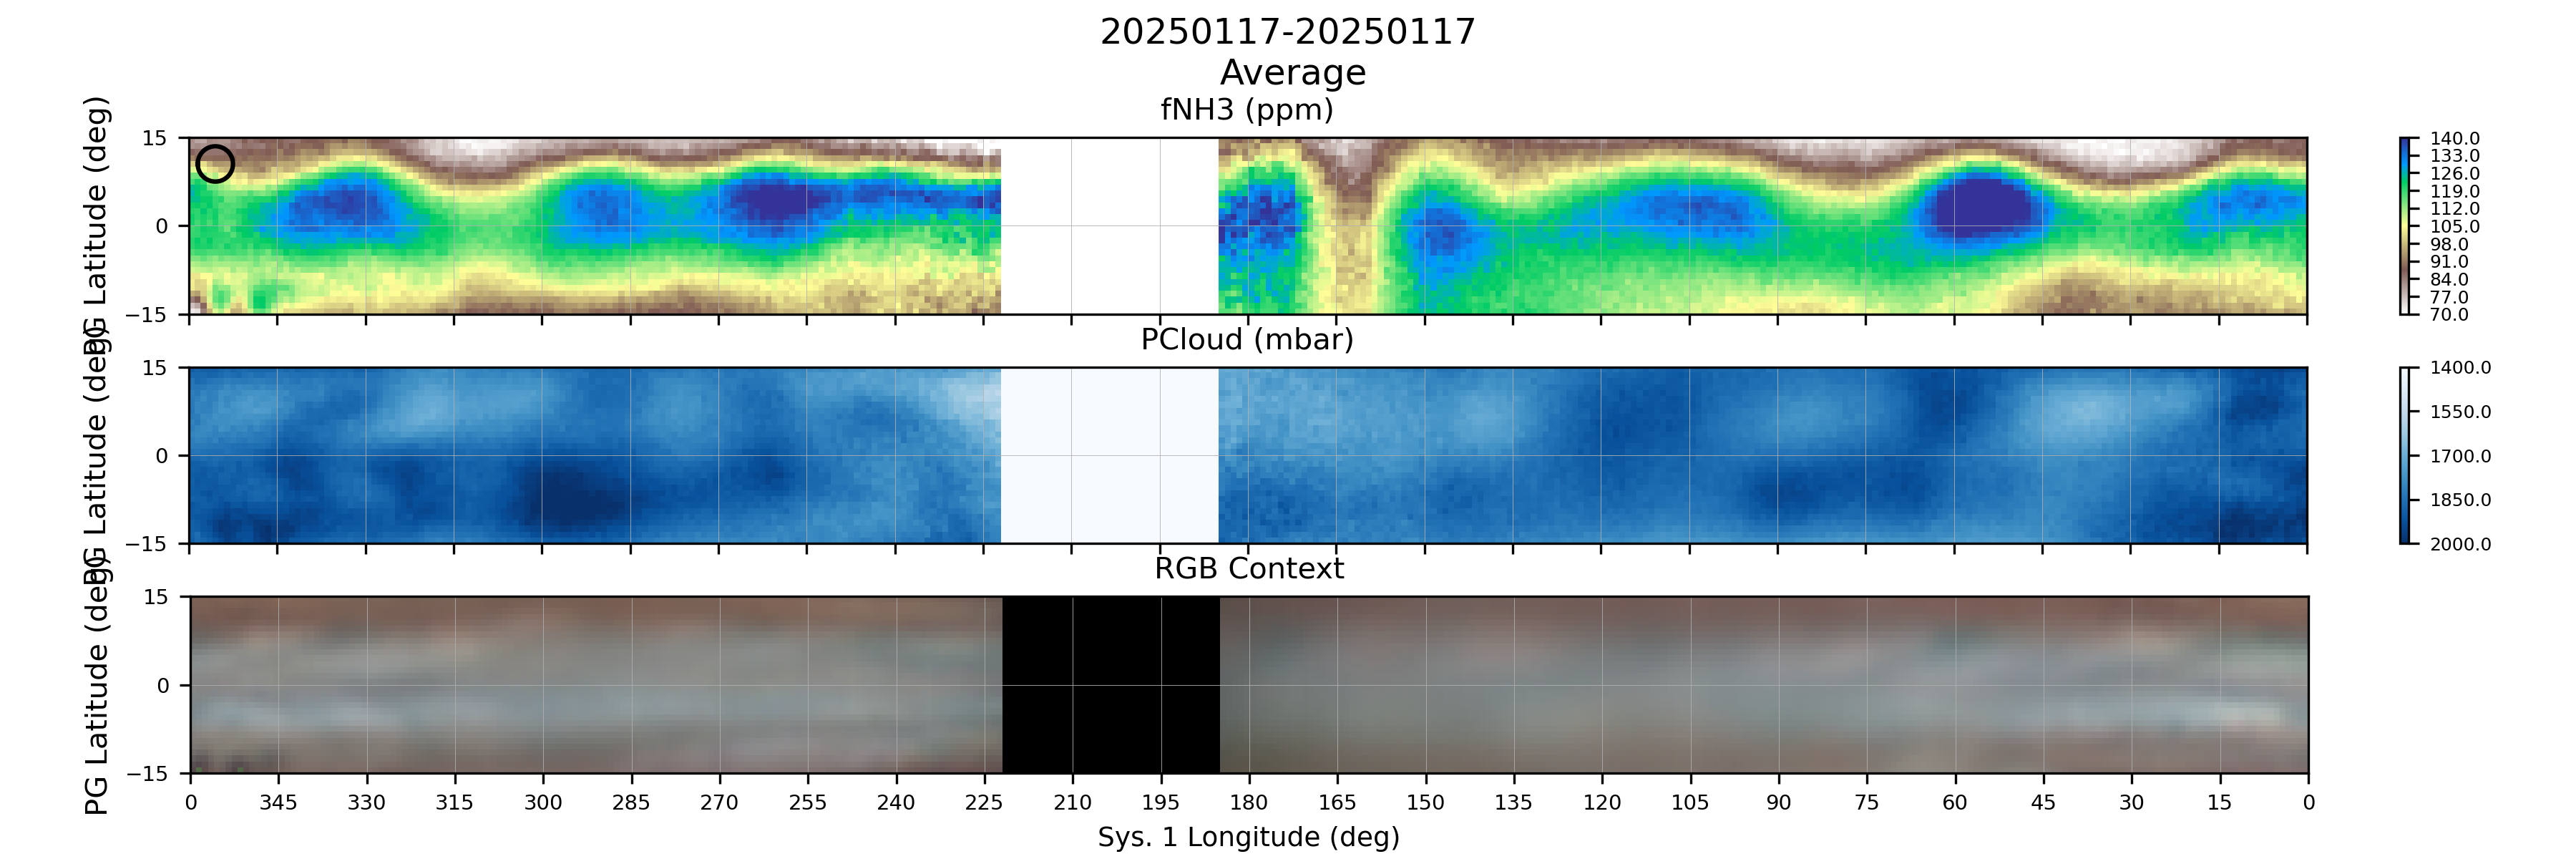 20250117-20250117
Average
fNH3 (ppm)
PG Latitude (deg)
15
0
−15
140.0
133.0
126.0
119.0
112.0
105.0
98.0
91.0
84.0
77.0
70.0
PCloud (mbar)
PG Latitude (deg)
15
0
−15
1400.0
1550.0
1700.0
1850.0
2000.0
RGB Context
PG Latitude (deg)
15
0
−15
0 345 330 315 300 285 270 255 240 225 210 195 180 165 150 135 120 105 90 75 60 45 30 15 0
Sys. 1 Longitude (deg)